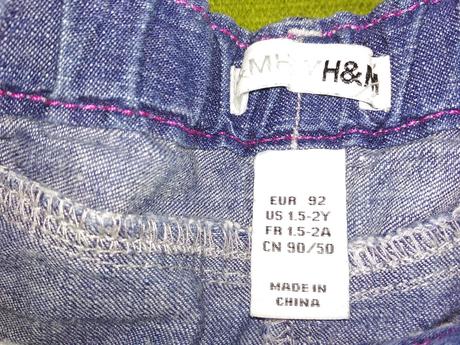 H&M
EUR 92
US 1.5-2Y
FR 1.5-2A
CN 90/50
MADE IN
CHINA